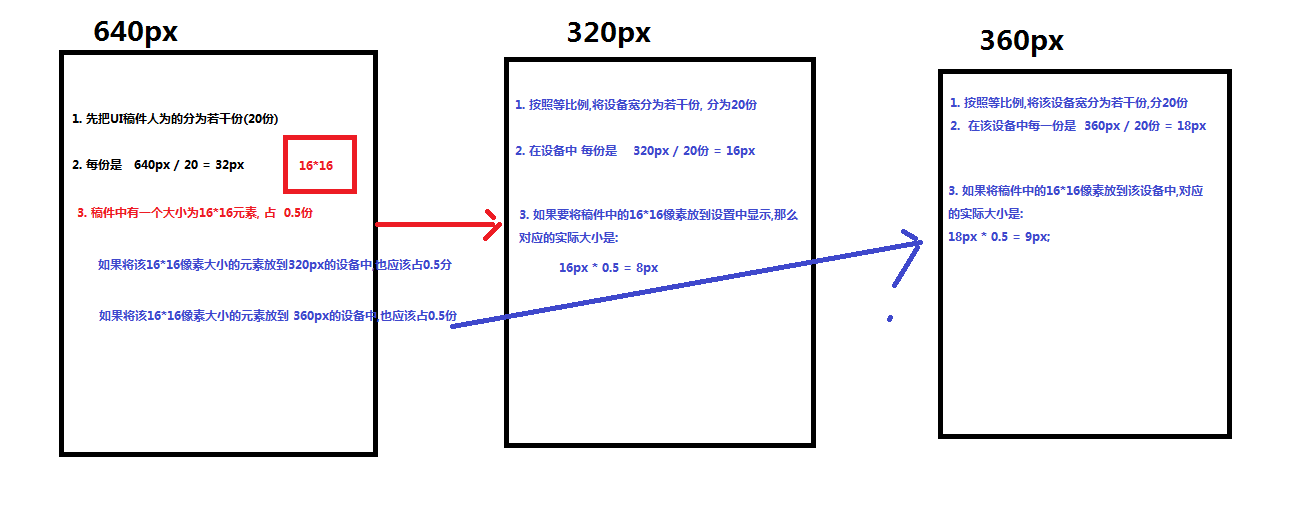 640px
1. 先把UI稿件人为的分为若干份(20份)
2. 每份是 640px / 20 = 32px
16*16
3. 稿件中有一个大小为16*16元素, 占 0.5份
如果将该16*16像素大小的元素放到320px的设备中,也应该占0.5分
如果将该16*16像素大小的元素放到 360px的设备中,也应该占0.5份
320px
1. 按照等比例,将设备宽分为若干份, 分为20份
2. 在设备中 每份是 320px / 20份 = 16px
3. 如果要将稿件中的16*16像素放到设置中显示,那么
对应的实际大小是:
16px * 0.5 = 8px
360px
1. 按照等比例,将该设备宽分为若干份,分20份
2. 在该设备中每一份是 360px / 20份 = 18px
3. 如果将稿件中的16*16像素放到该设备中,对应
的实际大小是:
18px * 0.5 = 9px;